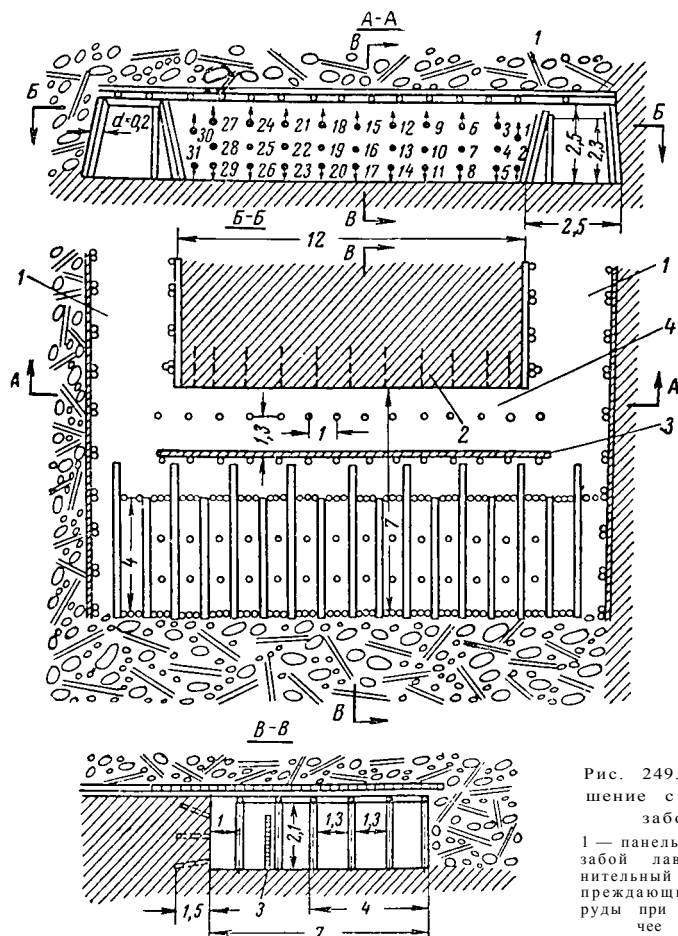 А-А
В
1
Б
Б
d=0,2
30 27 24 21 18 15 12 9 6 3 1
31 28 25 22 19 16 13 10 7 4 2
29 26 23 20 17 14 11 8 5
2,5
2,3
В
2,5
Б-Б
12
В
1
1
4
А
А
2
1,3
1
3
4
7
В
В-В
1
2,1
1,3
1,3
1,5
3
4
7
Рис. 249.
шение с
забо
1 — панель
забой лав
нительный
преждающи
руды при
чее